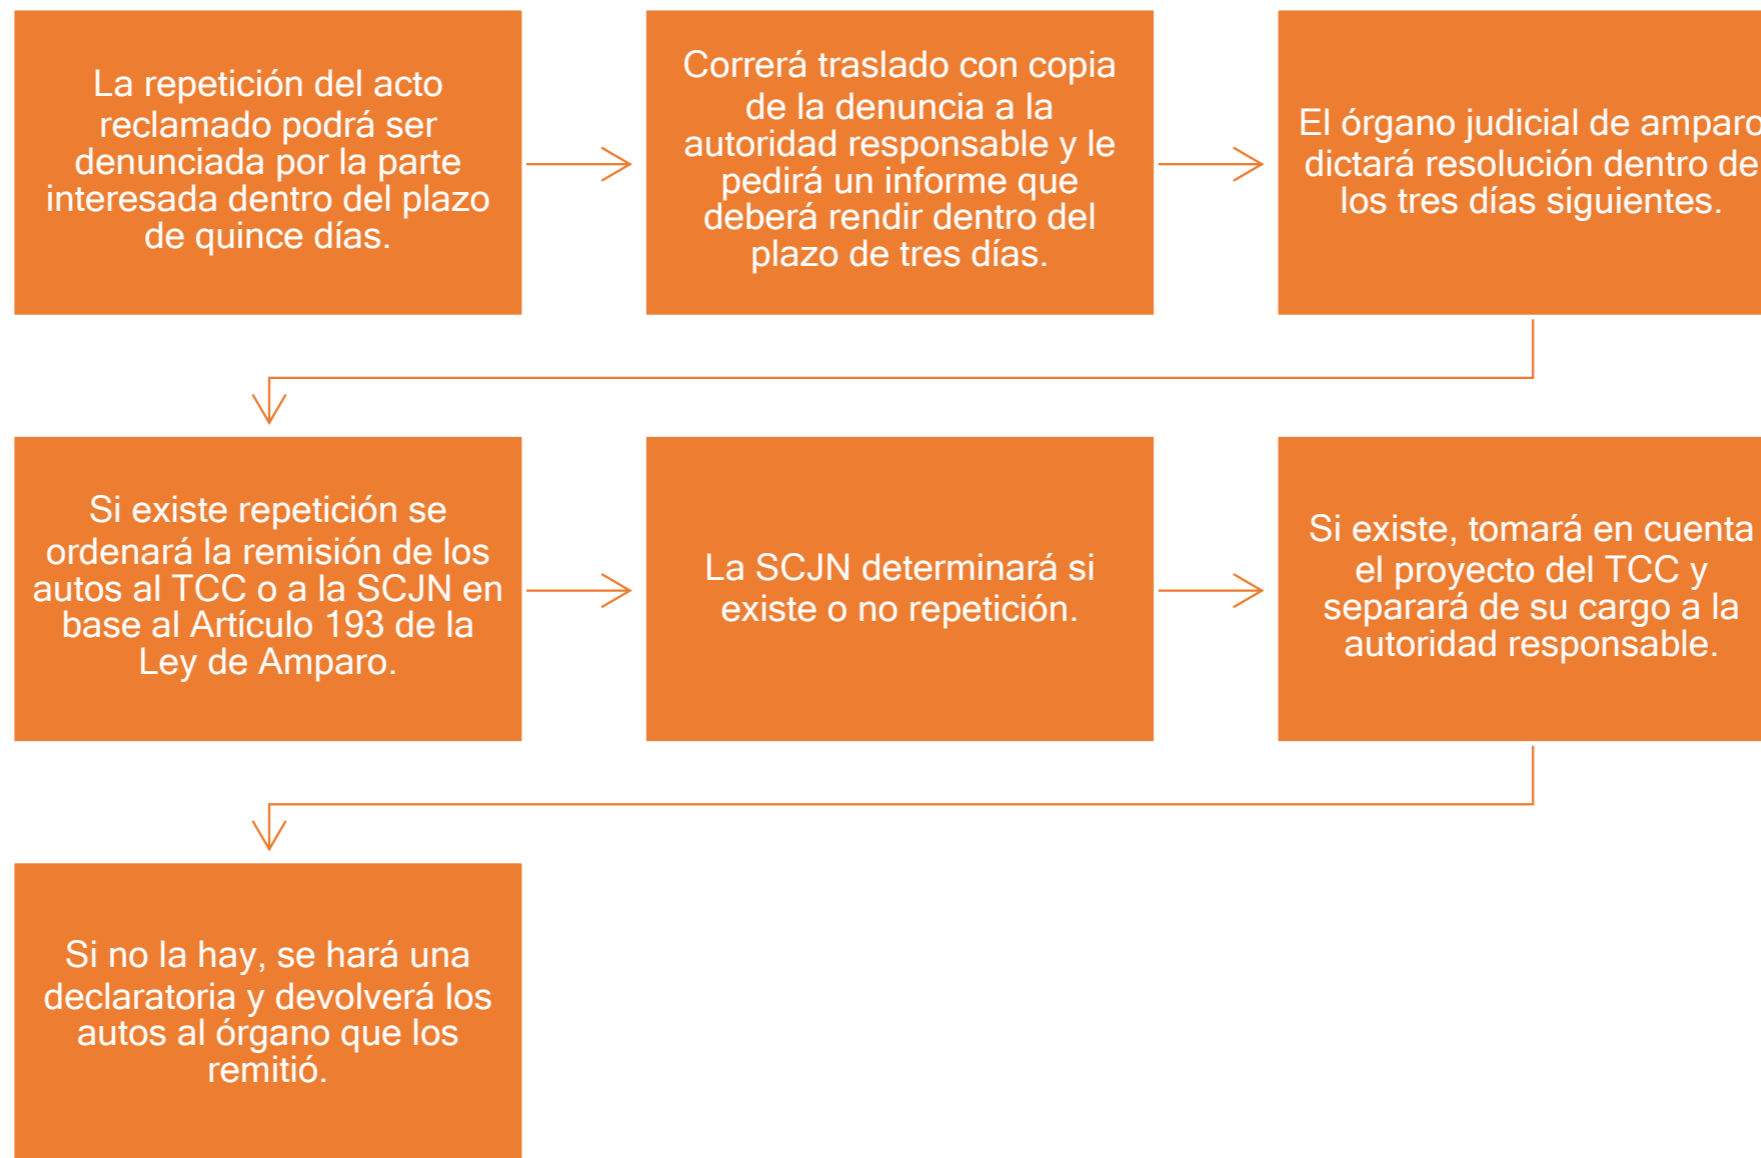 La repetición del acto
reclamado podrá ser
denunciada por la parte
interesada dentro del plazo
de quince días.
Correrá traslado con copia
de la denuncia a la
autoridad responsable y le
pedirá un informe que
deberá rendir dentro del
plazo de tres días.
El órgano judicial de amparo
dictará resolución dentro de
los tres días siguientes.
Si existe repetición se
ordenará la remisión de los
autos al TCC o a la SCJN en
base al Artículo 193 de la
Ley de Amparo.
La SCJN determinará si
existe o no repetición.
Si existe, tomará en cuenta
el proyecto del TCC y
separará de su cargo a la
autoridad responsable.
Si no la hay, se hará una
declaratoria y devolverá los
autos al órgano que los
remitió.